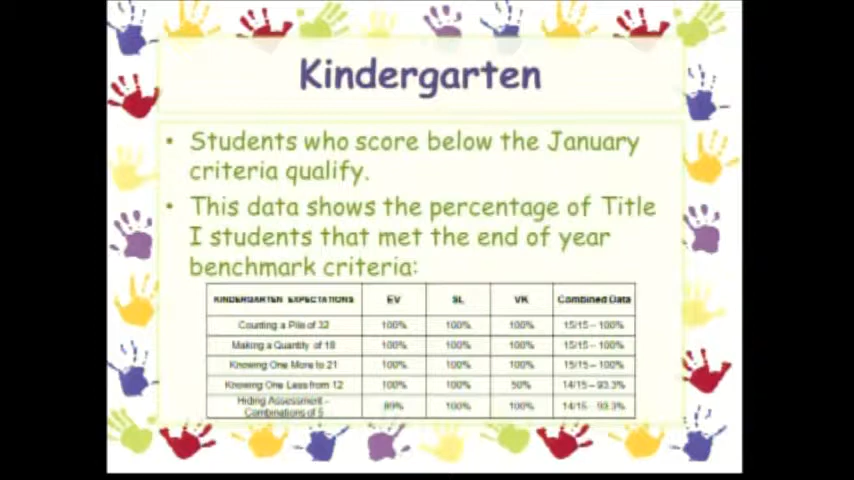 Kindergarten
• Students who score below the January
criteria qualify.
• This data shows the percentage of Title
I students that met the end of year
benchmark criteria:
KINDERGARTEN EXPECTATIONS EV SL VK Combined Data
Counting a Pile of 32 100% 100% 100% 15/15 – 100%
Making a Quantity of 18 100% 100% 100% 15/15 – 100%
Knowing One More to 21 100% 100% 100% 15/15 – 100%
Knowing One Less from 12 100% 100% 50% 14/15 – 93.3%
Hiding Assessment –
Combinations of 5 89% 100% 100% 14/15 93.3%